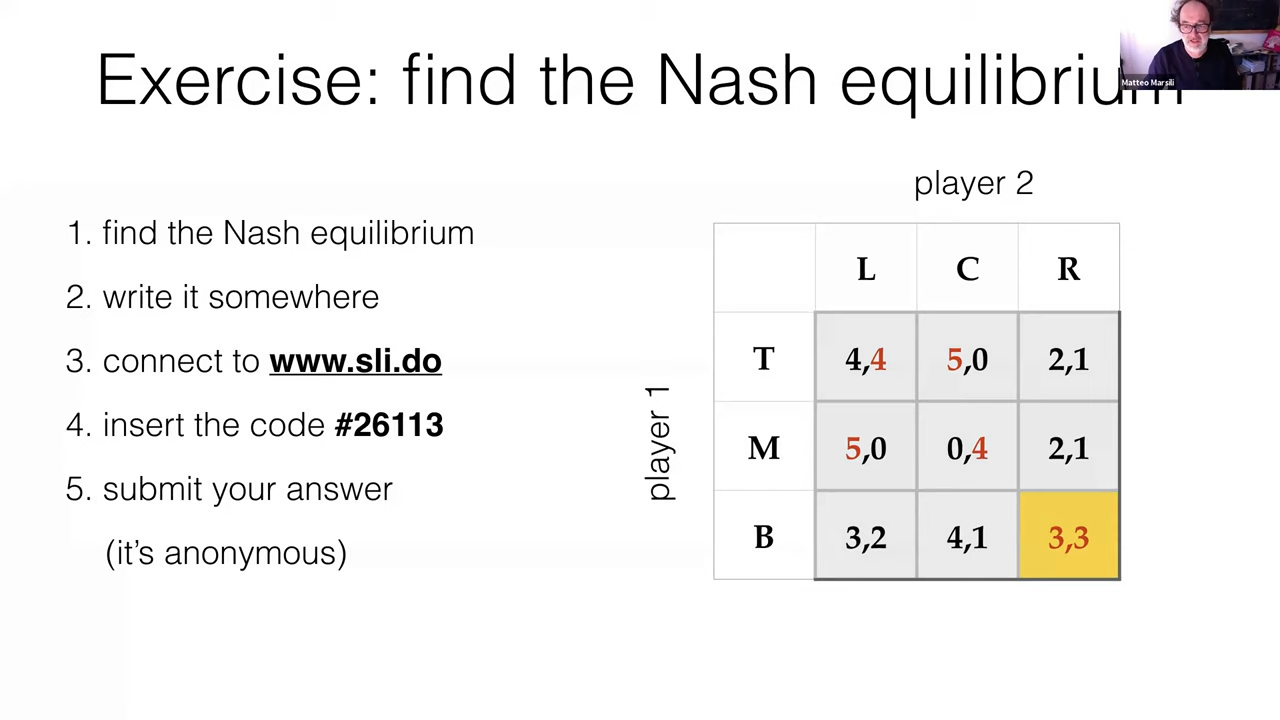 Exercise: find the Nash equilibrium
Matteo Marsili
1. find the Nash equilibrium
2. write it somewhere
3. connect to www.sli.do
4. insert the code #26113
5. submit your answer
(it's anonymous)
player 2
player 1
L C R
T 4,4 5,0 2,1
M 5,0 0,4 2,1
B 3,2 4,1 3,3